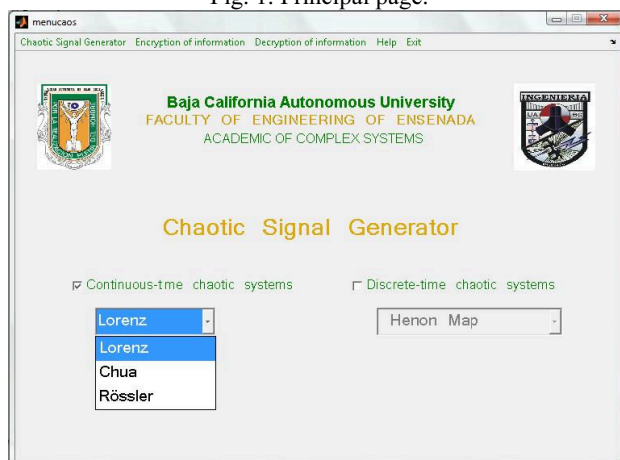 Fig. 1. Principal page.
menucaos
Chaotic Signal Generator Encryption of information Decryption of information Help Exit
Baja California Autonomous University
FACULTY OF ENGINEERING OF ENSENADA
ACADEMIC OF COMPLEX SYSTEMS
INGENIERIA
Chaotic Signal Generator
Continuous-time chaotic systems Discrete-time chaotic systems
Lorenz Henon Map
Lorenz
Chua
Rössler